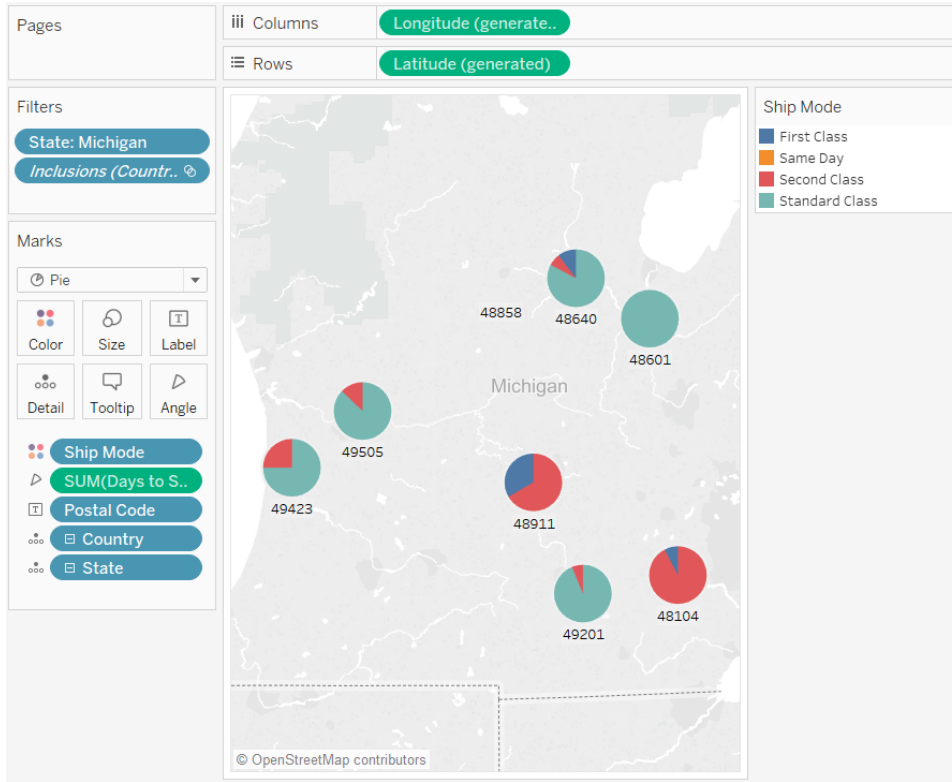 Pages
Columns
Longitude (generate..
Rows
Latitude (generated)
Filters
State: Michigan
Inclusions (Countr..
Marks
Pie
Color
Size
Label
T
Detail
Tooltip
Angle
Ship Mode
SUM(Days to S..
T
Postal Code
Country
State
48858
48640
48601
Michigan
49505
49423
48911
49201
48104
© OpenStreetMap contributors
Ship Mode
First Class
Same Day
Second Class
Standard Class